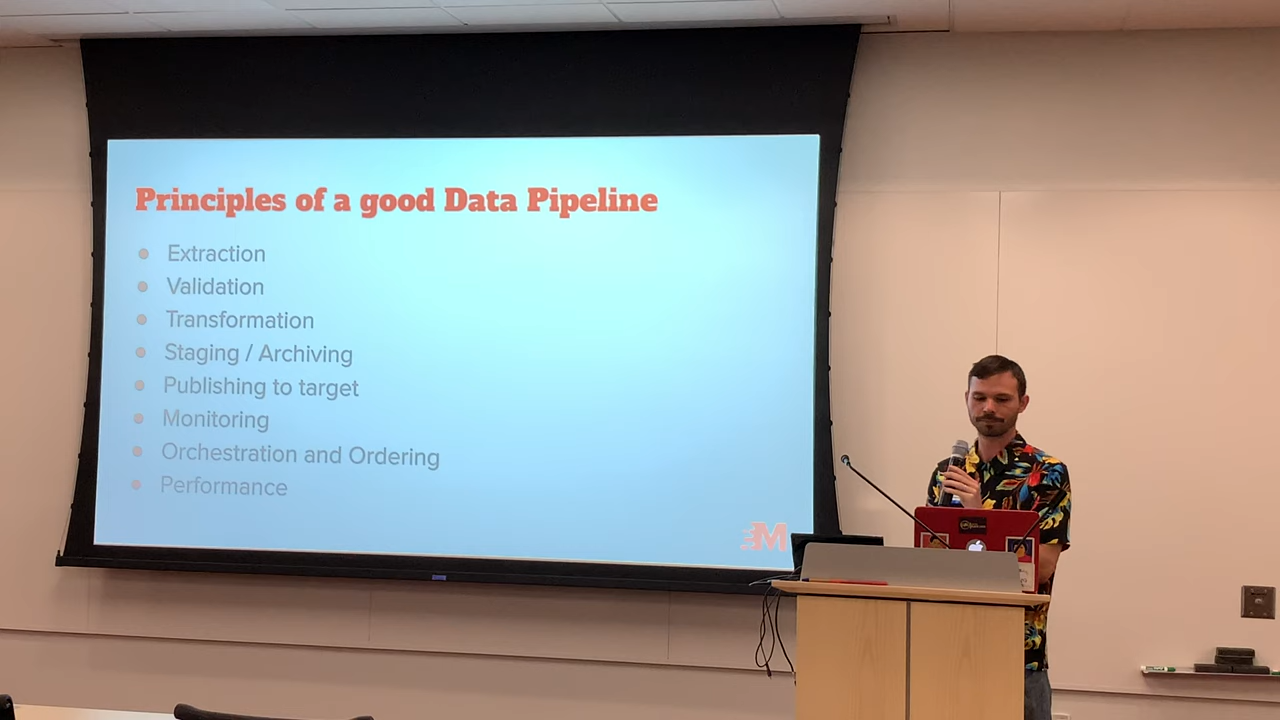 Principles of a good Data Pipeline
Extraction
Validation
Transformation
Staging / Archiving
Publishing to target
Monitoring
Orchestration and Ordering
Performance
M